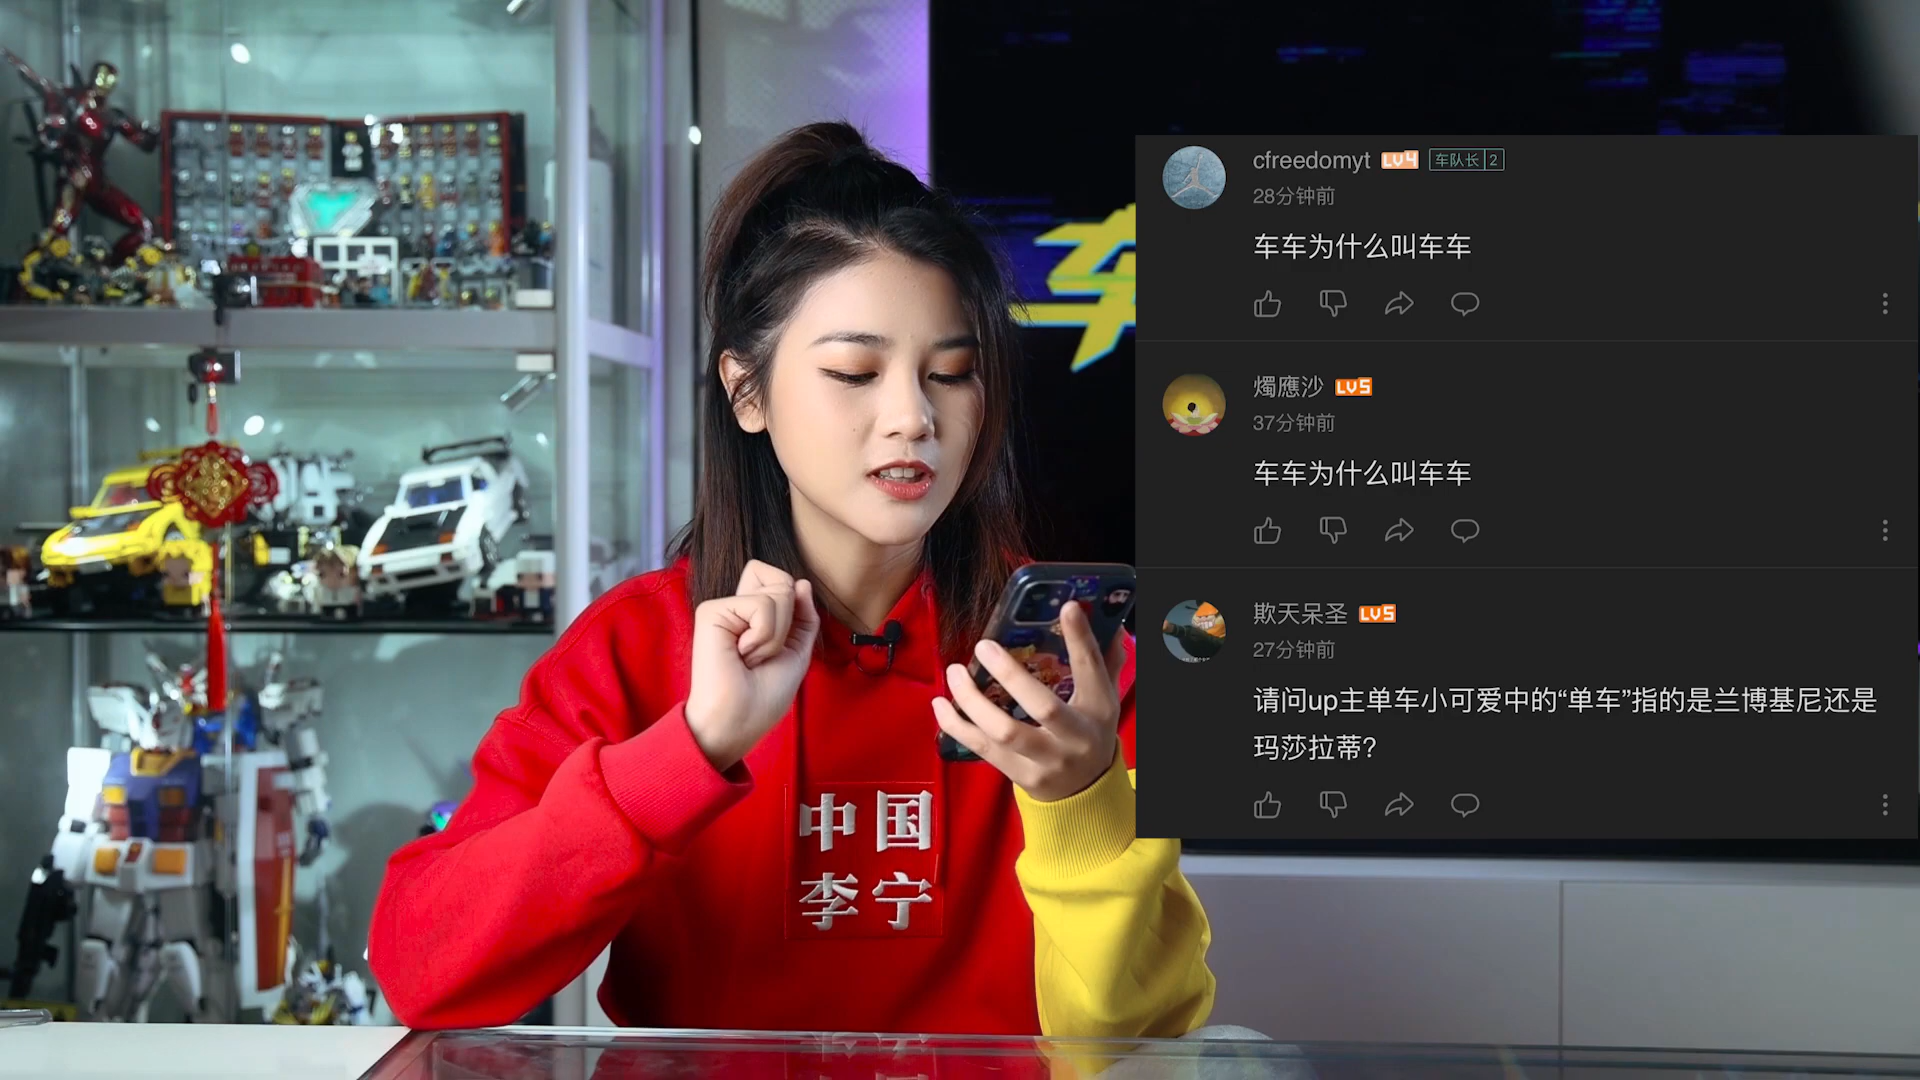 cfreedomyt LV4 车队长 2
28分钟前
车车为什么叫车车
燭應沙 LV5
37分钟前
车车为什么叫车车
欺天呆圣 LV5
27分钟前
请问up主单车小可爱中的“单车”指的是兰博基尼还是
玛莎拉蒂?
车
中国
李宁